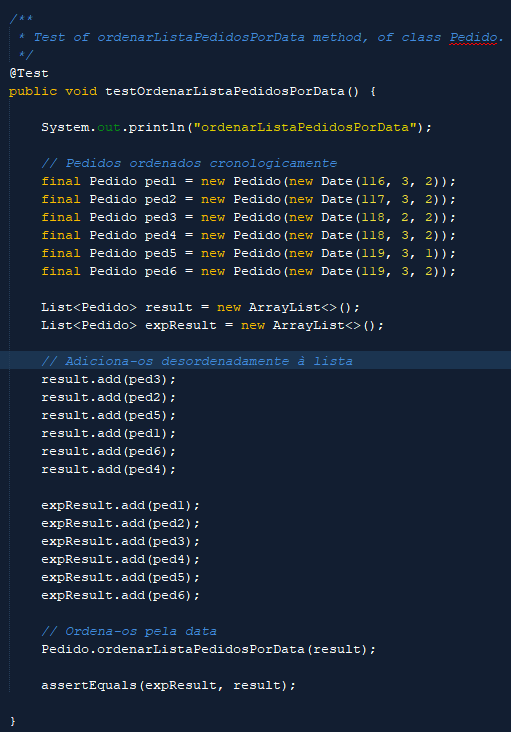 /**
 * Test of ordenarListaPedidosPorData method, of class Pedido.
 */
@Test
public void testOrdenarListaPedidosPorData() {
System.out.println("ordenarListaPedidosPorData");
// Pedidos ordenados cronologicamente
final Pedido ped1 = new Pedido(new Date(116, 3, 2));
final Pedido ped2 = new Pedido(new Date(117, 3, 2));
final Pedido ped3 = new Pedido(new Date(118, 2, 2));
final Pedido ped4 = new Pedido(new Date(118, 3, 2));
final Pedido ped5 = new Pedido(new Date(119, 3, 1));
final Pedido ped6 = new Pedido(new Date(119, 3, 2));
List<Pedido> result = new ArrayList<>();
List<Pedido> expResult = new ArrayList<>();
// Adiciona-os desordenadamente à lista
result.add(ped3);
result.add(ped2);
result.add(ped5);
result.add(ped1);
result.add(ped6);
result.add(ped4);
expResult.add(ped1);
expResult.add(ped2);
expResult.add(ped3);
expResult.add(ped4);
expResult.add(ped5);
expResult.add(ped6);
// Ordena-os pela data
Pedido.ordenarListaPedidosPorData(result);
assertEquals(expResult, result);
}